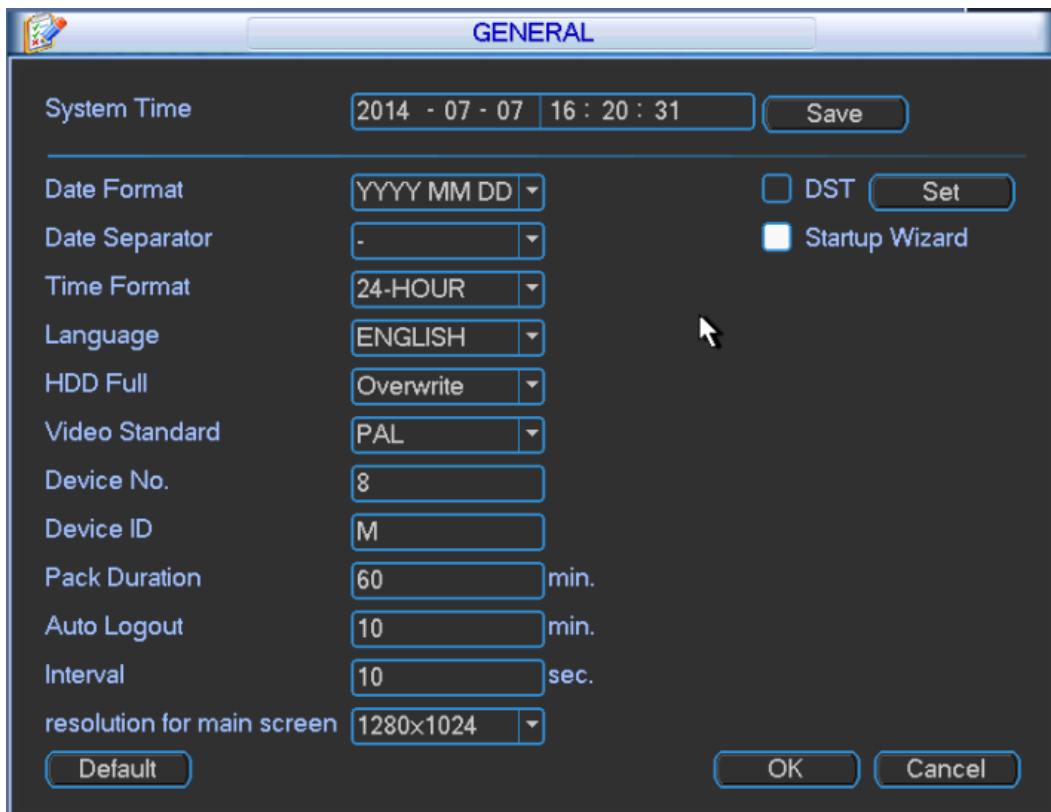 GENERAL
System Time 2014 - 07 - 07 16 : 20 : 31 Save
Date Format YYYY MM DD DST Set
Date Separator - Startup Wizard
Time Format 24-HOUR
Language ENGLISH
HDD Full Overwrite
Video Standard PAL
Device No. 8
Device ID M
Pack Duration 60 min.
Auto Logout 10 min.
Interval 10 sec.
resolution for main screen 1280x1024
Default OK Cancel